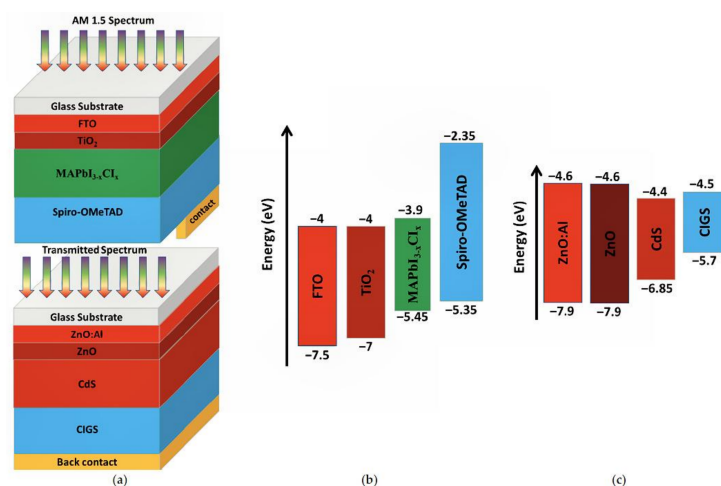 AM 1.5 Spectrum
Glass Substrate
FTO
TiO₂
MAPbI₃₋ₓCIₓ
Spiro-OMeTAD
contact
Transmitted Spectrum
Glass Substrate
ZnO:Al
ZnO
CdS
CIGS
Back contact
(a)
Energy (eV)
−4
FTO
−7.5
−4
TiO₂
−7
−3.9
MAPbI₃₋ₓCIₓ
−5.45
−2.35
Spiro-OMeTAD
−5.35
(b)
Energy (eV)
−4.6
ZnO:Al
−7.9
−4.6
ZnO
−7.9
−4.4
CdS
−6.85
−4.5
CIGS
−5.7
(c)